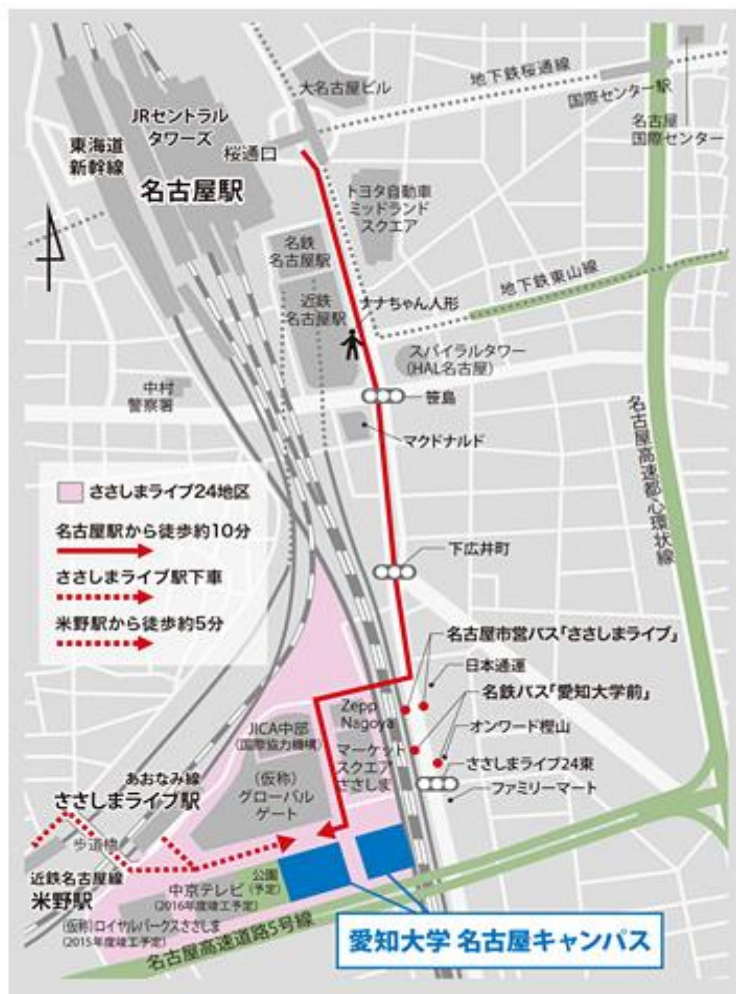 大名古屋ビル
地下鉄桜通線
国際センター駅
名古屋
国際センター
JRセントラル
タワーズ
桜通口
東海道
新幹線
名古屋駅
トヨタ自動車
ミッドランド
スクエア
名鉄
名古屋駅
地下鉄東山線
近鉄
名古屋駅
ナナちゃん人形
スパイラルタワー
(HAL名古屋)
中村
警察署
笹島
マクドナルド
名古屋高速都心環状線
ささしまライブ24地区
名古屋駅から徒歩約10分
ささしまライブ駅下車
米野駅から徒歩約5分
下広井町
名古屋市営バス「ささしまライブ」
日本通運
名鉄バス「愛知大学前」
Zepp
Nagoya
オンワード樫山
JICA中部
(国際協力機構)
マーケット
スクエア
ささしま
ささしまライブ24東
ファミリーマート
あおなみ線
ささしまライブ駅
(仮称)
グローバル
ゲート
歩道橋
近鉄名古屋線
米野駅
公園
(予定)
中京テレビ
(2016年度竣工予定)
(仮称)ロイヤルパークスささしま
(2015年度竣工予定)
名古屋高速道路5号線
愛知大学 名古屋キャンパス